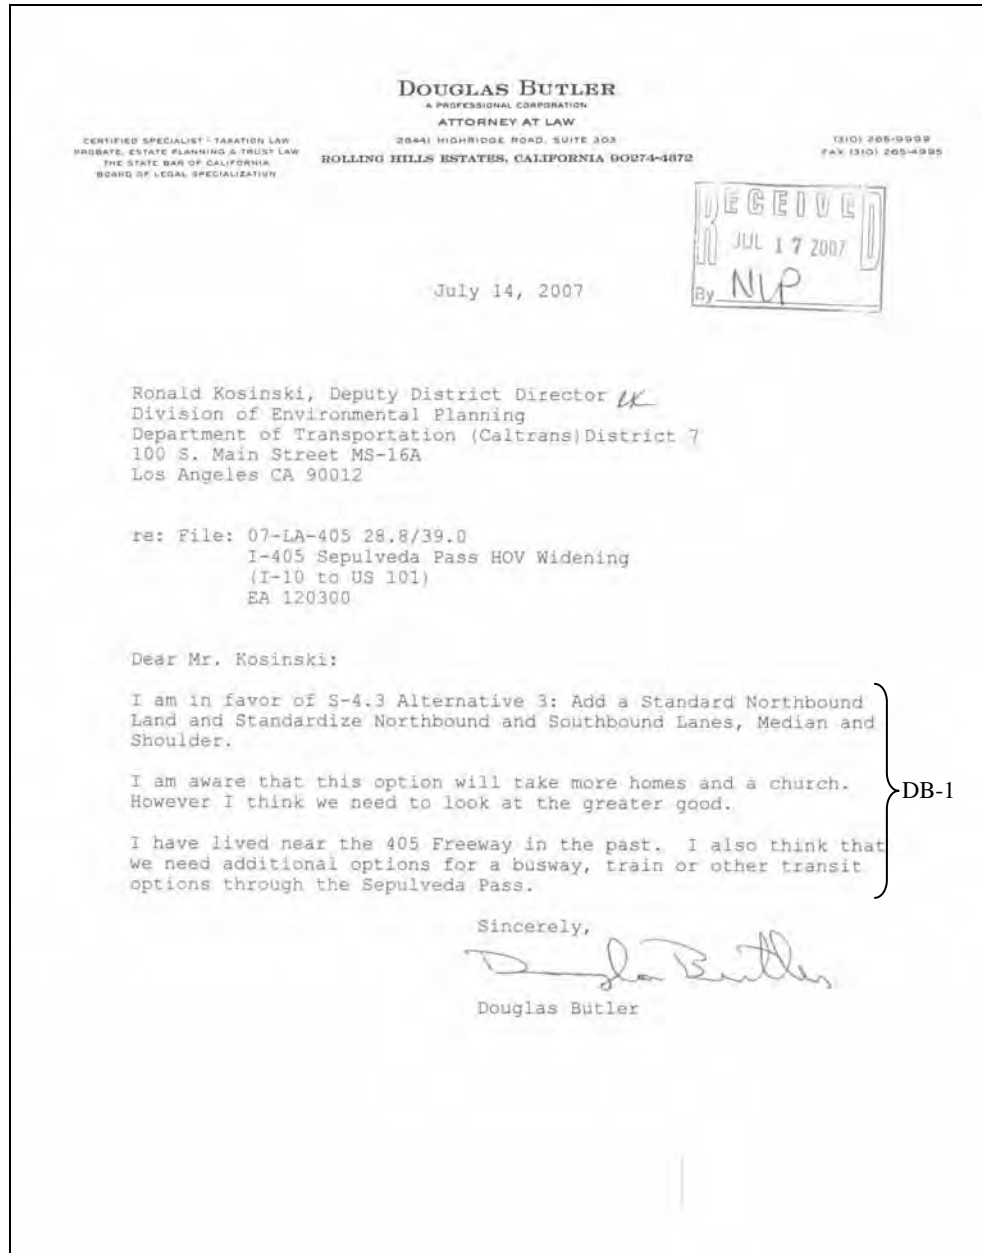 DOUGLAS BUTLER
A PROFESSIONAL CORPORATION
ATTORNEY AT LAW
28441 HIGHRIDGE ROAD, SUITE 303
ROLLING HILLS ESTATES, CALIFORNIA 90274-4872
CERTIFIED SPECIALIST - TAXATION LAW
PROBATE, ESTATE PLANNING & TRUST LAW
THE STATE BAR OF CALIFORNIA
BOARD OF LEGAL SPECIALIZATION
(310) 265-9999
FAX (310) 265-4995
RECEIVED
JUL 17 2007
By NLP
July 14, 2007
Ronald Kosinski, Deputy District Director
Division of Environmental Planning
Department of Transportation (Caltrans)District 7
100 S. Main Street MS-16A
Los Angeles CA 90012
re: File: 07-LA-405 28.8/39.0
I-405 Sepulveda Pass HOV Widening
(I-10 to US 101)
EA 120300
Dear Mr. Kosinski:
I am in favor of S-4.3 Alternative 3: Add a Standard Northbound
Land and Standardize Northbound and Southbound Lanes, Median and
Shoulder.
I am aware that this option will take more homes and a church.
However I think we need to look at the greater good.
I have lived near the 405 Freeway in the past. I also think that
we need additional options for a busway, train or other transit
options through the Sepulveda Pass.
DB-1
Sincerely,
Douglas Butler
Douglas Butler